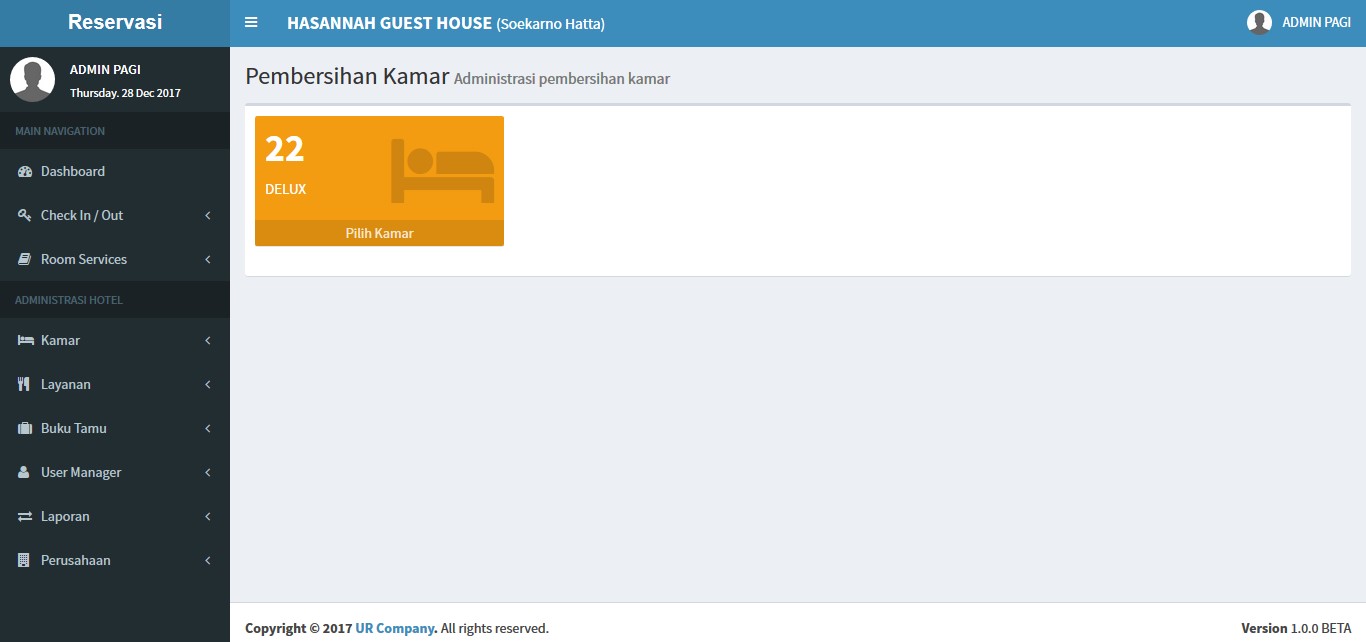 Reservasi
HASANNAH GUEST HOUSE (Soekarno Hatta)
ADMIN PAGI
ADMIN PAGI
Thursday. 28 Dec 2017
MAIN NAVIGATION
Dashboard
Check In / Out
Room Services
ADMINISTRASI HOTEL
Kamar
Layanan
Buku Tamu
User Manager
Laporan
Perusahaan
Pembersihan Kamar Administrasi pembersihan kamar
22
DELUX
Pilih Kamar
Copyright © 2017 UR Company. All rights reserved.
Version 1.0.0 BETA